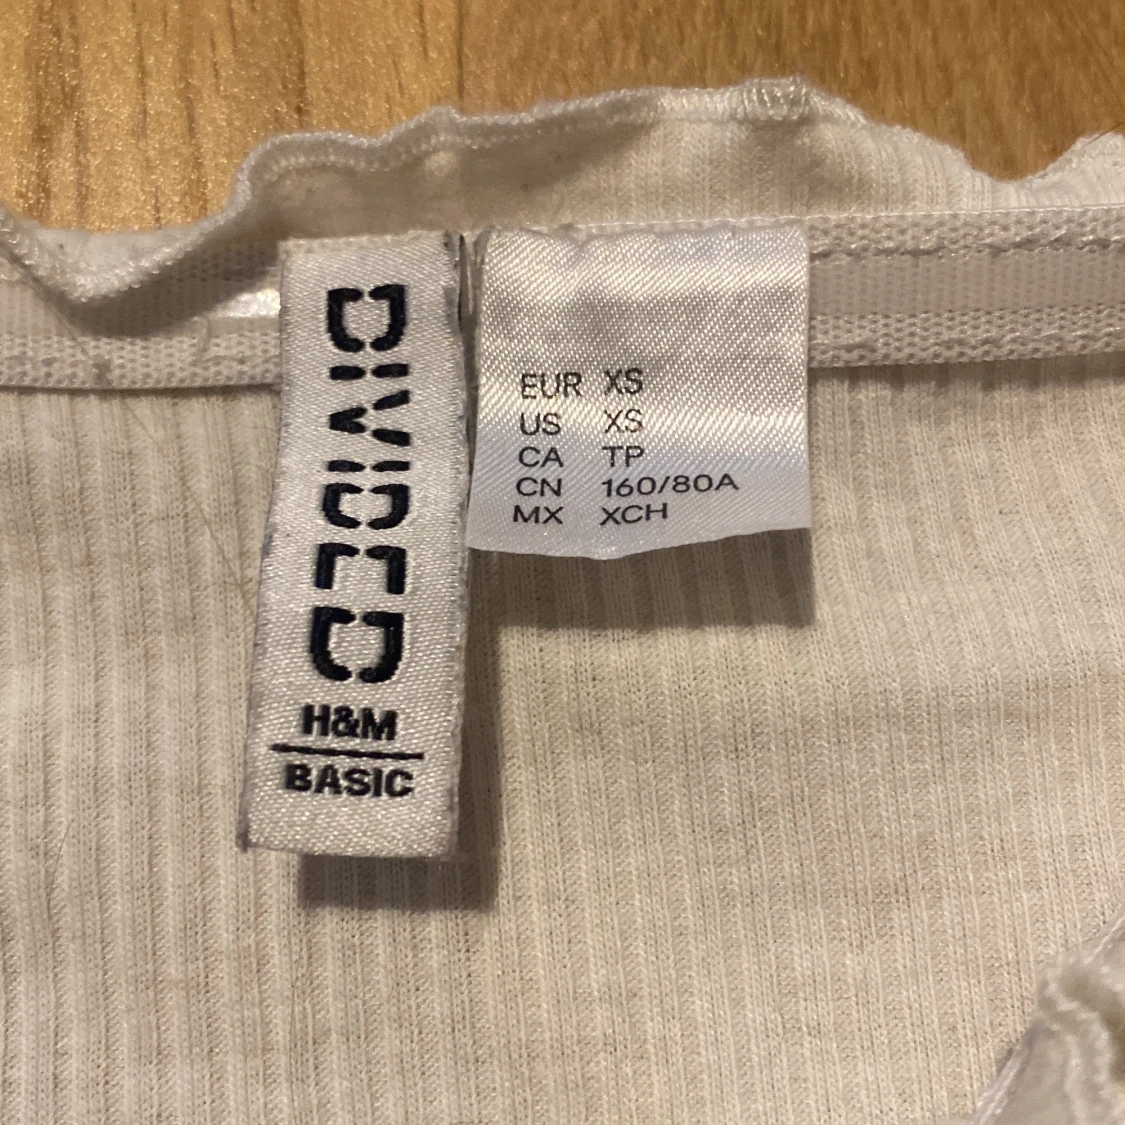 DIVIDED
H&M
BASIC
EUR XS
US XS
CA TP
CN 160/80A
MX XCH